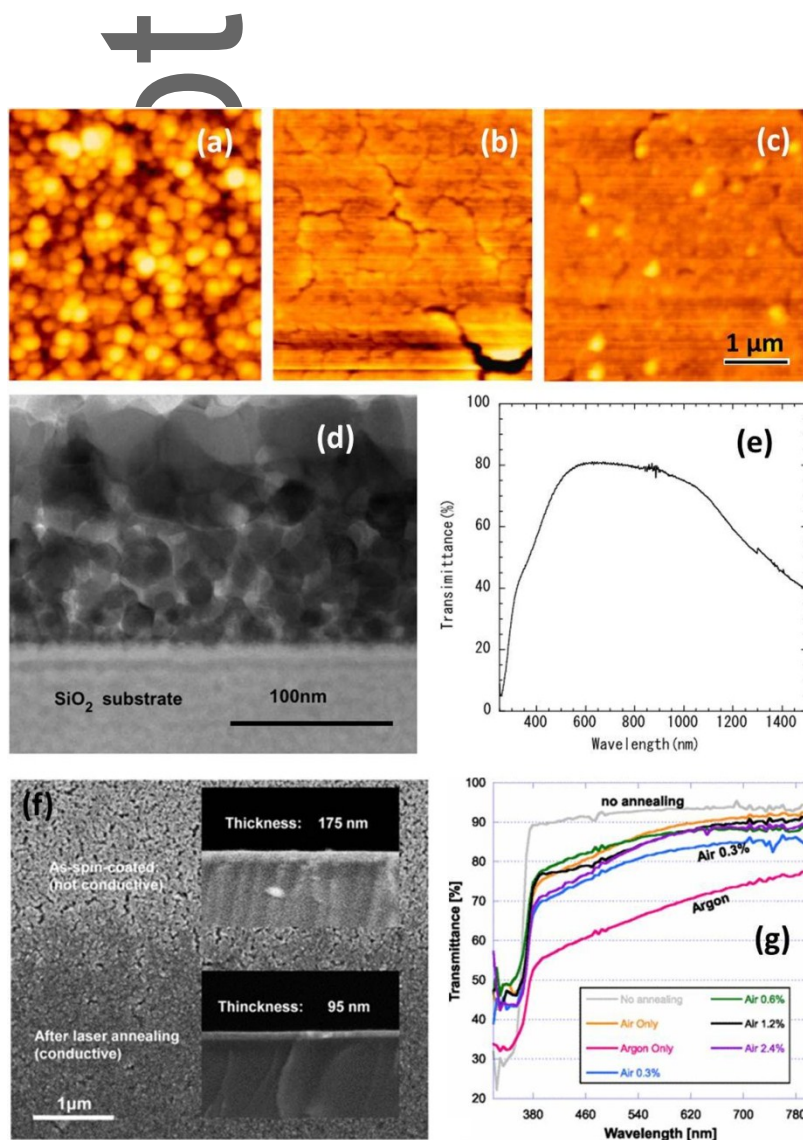 pt
(a)
(b)
(c)
1 µm
(d)
SiO2 substrate
100nm
(e)
100
80
60
40
20
0
Transimittance(%)
400 600 800 1000 1200 1400
Wavelength(nm)
(f)
As-spin-coated
(not conductive)
Thickness: 175 nm
After laser annealing
(conductive)
Thinckness: 95 nm
1µm
(g)
100
90
80
70
60
50
40
30
20
Transmittance [%]
no annealing
Air 0.3%
Argon
No annealing
Air Only
Argon Only
Air 0.3%
Air 0.6%
Air 1.2%
Air 2.4%
380 460 540 620 700 780
Wavelength [nm]